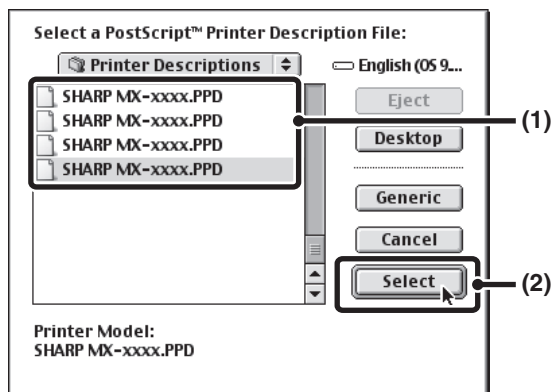 Select a PostScript™ Printer Description File:
Printer Descriptions
English (OS 9....
SHARP MX-xxxx.PPD
SHARP MX-xxxx.PPD
SHARP MX-xxxx.PPD
SHARP MX-xxxx.PPD
(1)
Eject
Desktop
Generic
Cancel
Select
(2)
Printer Model:
SHARP MX-xxxx.PPD